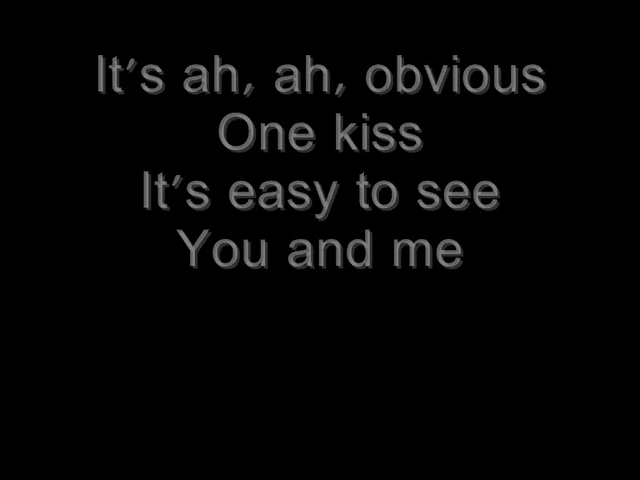 It's ah, ah, obvious
One kiss
It's easy to see
You and me